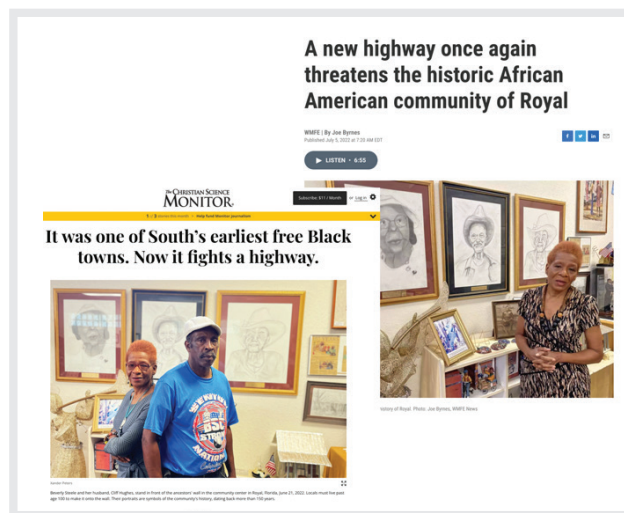 A new highway once again
threatens the historic African
American community of Royal
WMFE | By Joe Byrnes
Published July 5, 2022 at 7:20 AM EDT
LISTEN • 6:55
The CHRISTIAN SCIENCE
MONITOR
Subscribe: $11 / Month
or Log in
stories this month • Help fund Monitor journalism
It was one of South’s earliest free Black
towns. Now it fights a highway.
history of Royal Photo: Joe Byrnes, WMFE News
Beverly Steele and her husband, Cliff Hughes, stand in front of the ancestors' wall in the community center in Royal, Florida, June 21, 2022. Locals must live past
age 100 to make it onto the wall. Their portraits are symbols of the community's history, dating back more than 150 years.